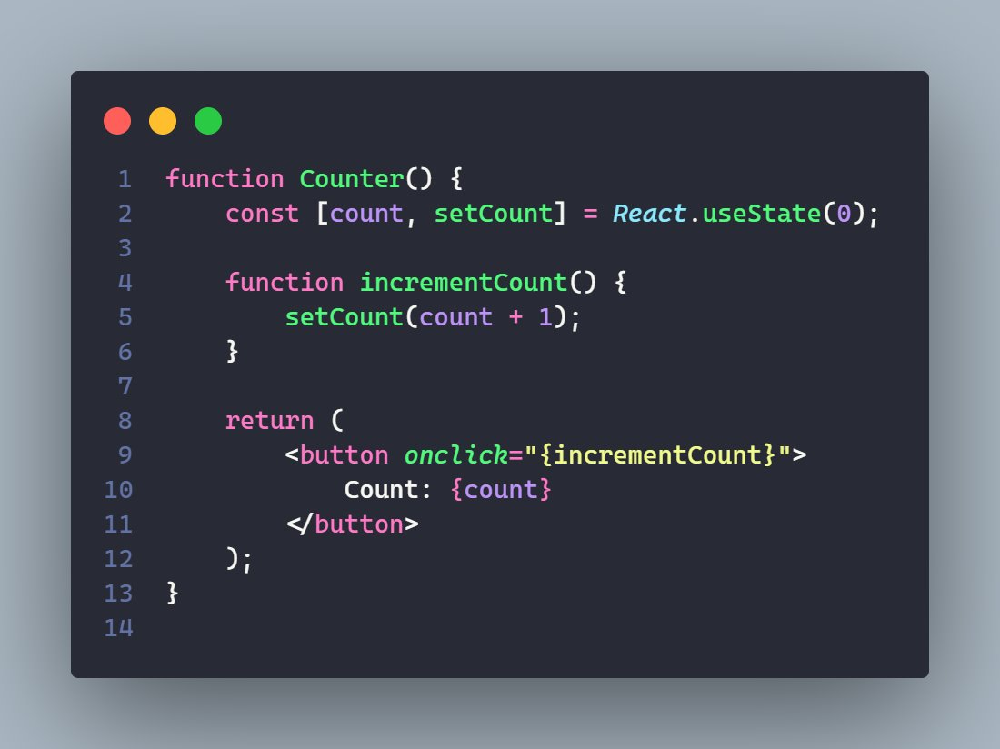 1 function Counter() {
2     const [count, setCount] = React.useState(0);
3
4     function incrementCount() {
5         setCount(count + 1);
6     }
7
8     return (
9         <button onclick="{incrementCount}">
10             Count: {count}
11         </button>
12     );
13 }
14